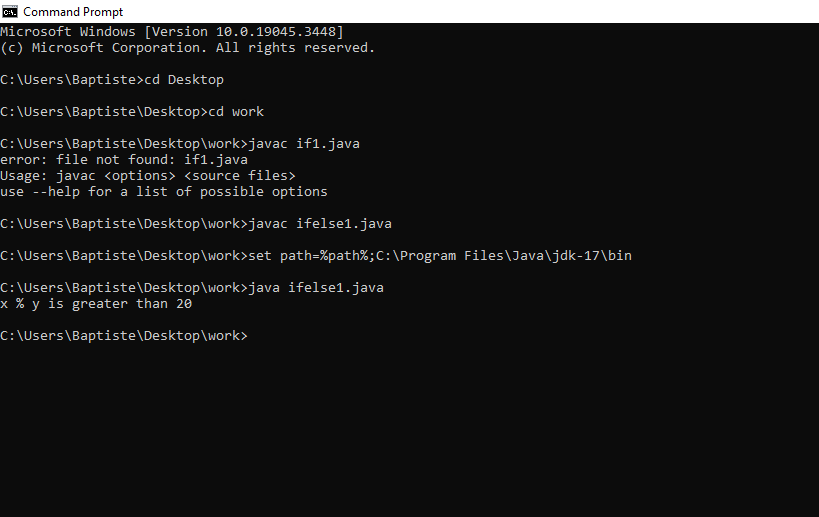 Command Prompt
Microsoft Windows [Version 10.0.19045.3448]
(c) Microsoft Corporation. All rights reserved.
C:\Users\Baptiste>cd Desktop
C:\Users\Baptiste\Desktop>cd work
C:\Users\Baptiste\Desktop\work>javac if1.java
error: file not found: if1.java
Usage: javac <options> <source files>
use --help for a list of possible options
C:\Users\Baptiste\Desktop\work>javac ifelse1.java
C:\Users\Baptiste\Desktop\work>set path=%path%;C:\Program Files\Java\jdk-17\bin
C:\Users\Baptiste\Desktop\work>java ifelse1.java
x % y is greater than 20
C:\Users\Baptiste\Desktop\work>